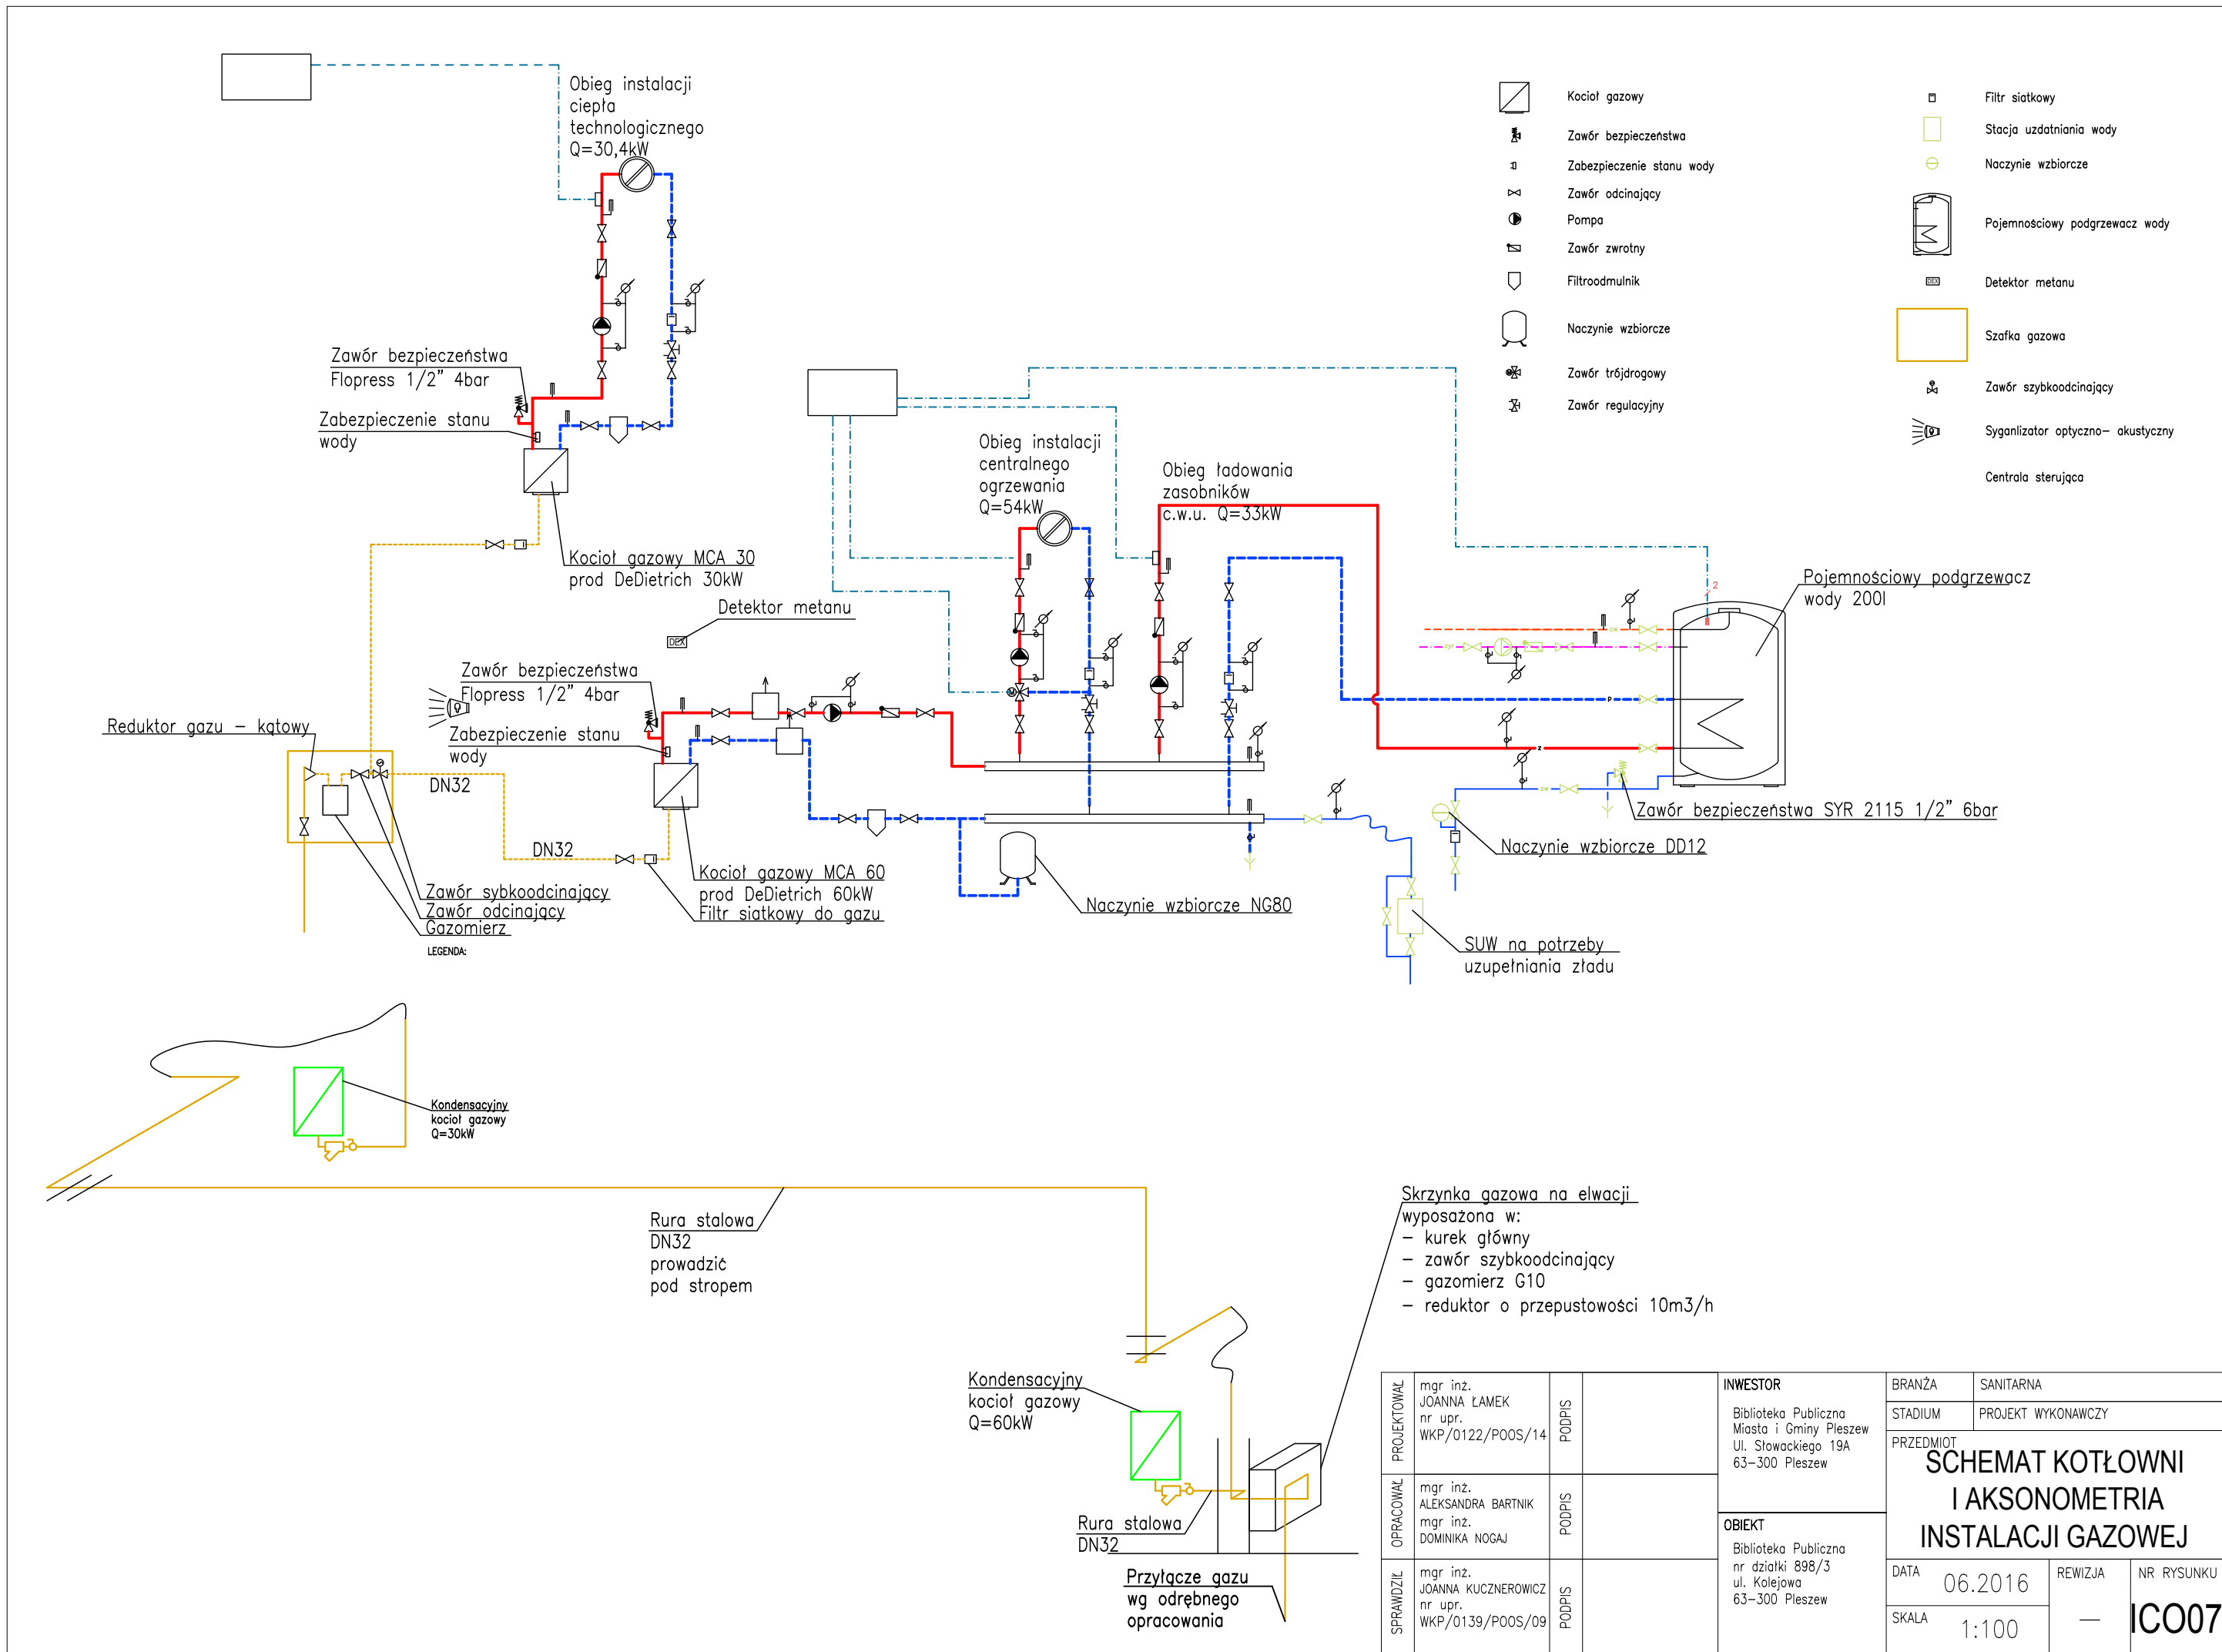 Obieg instalacji
ciepła
technologicznego
Q=30,4kW
Zawór bezpieczeństwa
Flopress 1/2" 4bar
Zabezpieczenie stanu
wody
Kocioł gazowy MCA 30
prod DeDietrich 30kW
Detektor metanu
DEX
Zawór bezpieczeństwa
Flopress 1/2" 4bar
Zabezpieczenie stanu
wody
Reduktor gazu – kątowy
DN32
DN32
Zawór sybkoodcinający
Zawór odcinający
Gazomierz
LEGENDA:
Kocioł gazowy MCA 60
prod DeDietrich 60kW
Filtr siatkowy do gazu
Obieg instalacji
centralnego
ogrzewania
Q=54kW
M
Obieg ładowania
zasobników
c.w.u. Q=33kW
Naczynie wzbiorcze NG80
2
cw
cyr
p
z
zw
Pojemnościowy podgrzewacz
wody 200l
Zawór bezpieczeństwa SYR 2115 1/2" 6bar
Naczynie wzbiorcze DD12
SUW na potrzeby
uzupełniania zładu
Kocioł gazowy
Zawór bezpieczeństwa
Zabezpieczenie stanu wody
Zawór odcinający
Pompa
Zawór zwrotny
Filtroodmulnik
Naczynie wzbiorcze
M
Zawór trójdrogowy
Zawór regulacyjny
Filtr siatkowy
Stacja uzdatniania wody
Naczynie wzbiorcze
Pojemnościowy podgrzewacz wody
DEX
Detektor metanu
Szafka gazowa
Zawór szybkoodcinający
Syganlizator optyczno– akustyczny
Centrala sterująca
Kondensacyjny
kocioł gazowy
Q=30kW
Rura stalowa
DN32
prowadzić
pod stropem
Skrzynka gazowa na elwacji
wyposażona w:
– kurek główny
– zawór szybkoodcinający
– gazomierz G10
– reduktor o przepustowości 10m3/h
Kondensacyjny
kocioł gazowy
Q=60kW
Rura stalowa
DN32
Przyłącze gazu
wg odrębnego
opracowania
PROJEKTOWAŁ
mgr inż.
JOANNA ŁAMEK
nr upr.
WKP/0122/POOS/14
PODPIS
OPRACOWAŁ
mgr inż.
ALEKSANDRA BARTNIK
mgr inż.
DOMINIKA NOGAJ
PODPIS
SPRAWDZIŁ
mgr inż.
JOANNA KUCZNEROWICZ
nr upr.
WKP/0139/POOS/09
PODPIS
INWESTOR
Biblioteka Publiczna
Miasta i Gminy Pleszew
Ul. Słowackiego 19A
63–300 Pleszew
OBIEKT
Biblioteka Publiczna
nr działki 898/3
ul. Kolejowa
63–300 Pleszew
BRANŻA SANITARNA
STADIUM PROJEKT WYKONAWCZY
PRZEDMIOT
SCHEMAT KOTŁOWNI
I AKSONOMETRIA
INSTALACJI GAZOWEJ
DATA 06.2016
SKALA 1:100
REWIZJA
—
NR RYSUNKU
ICO07